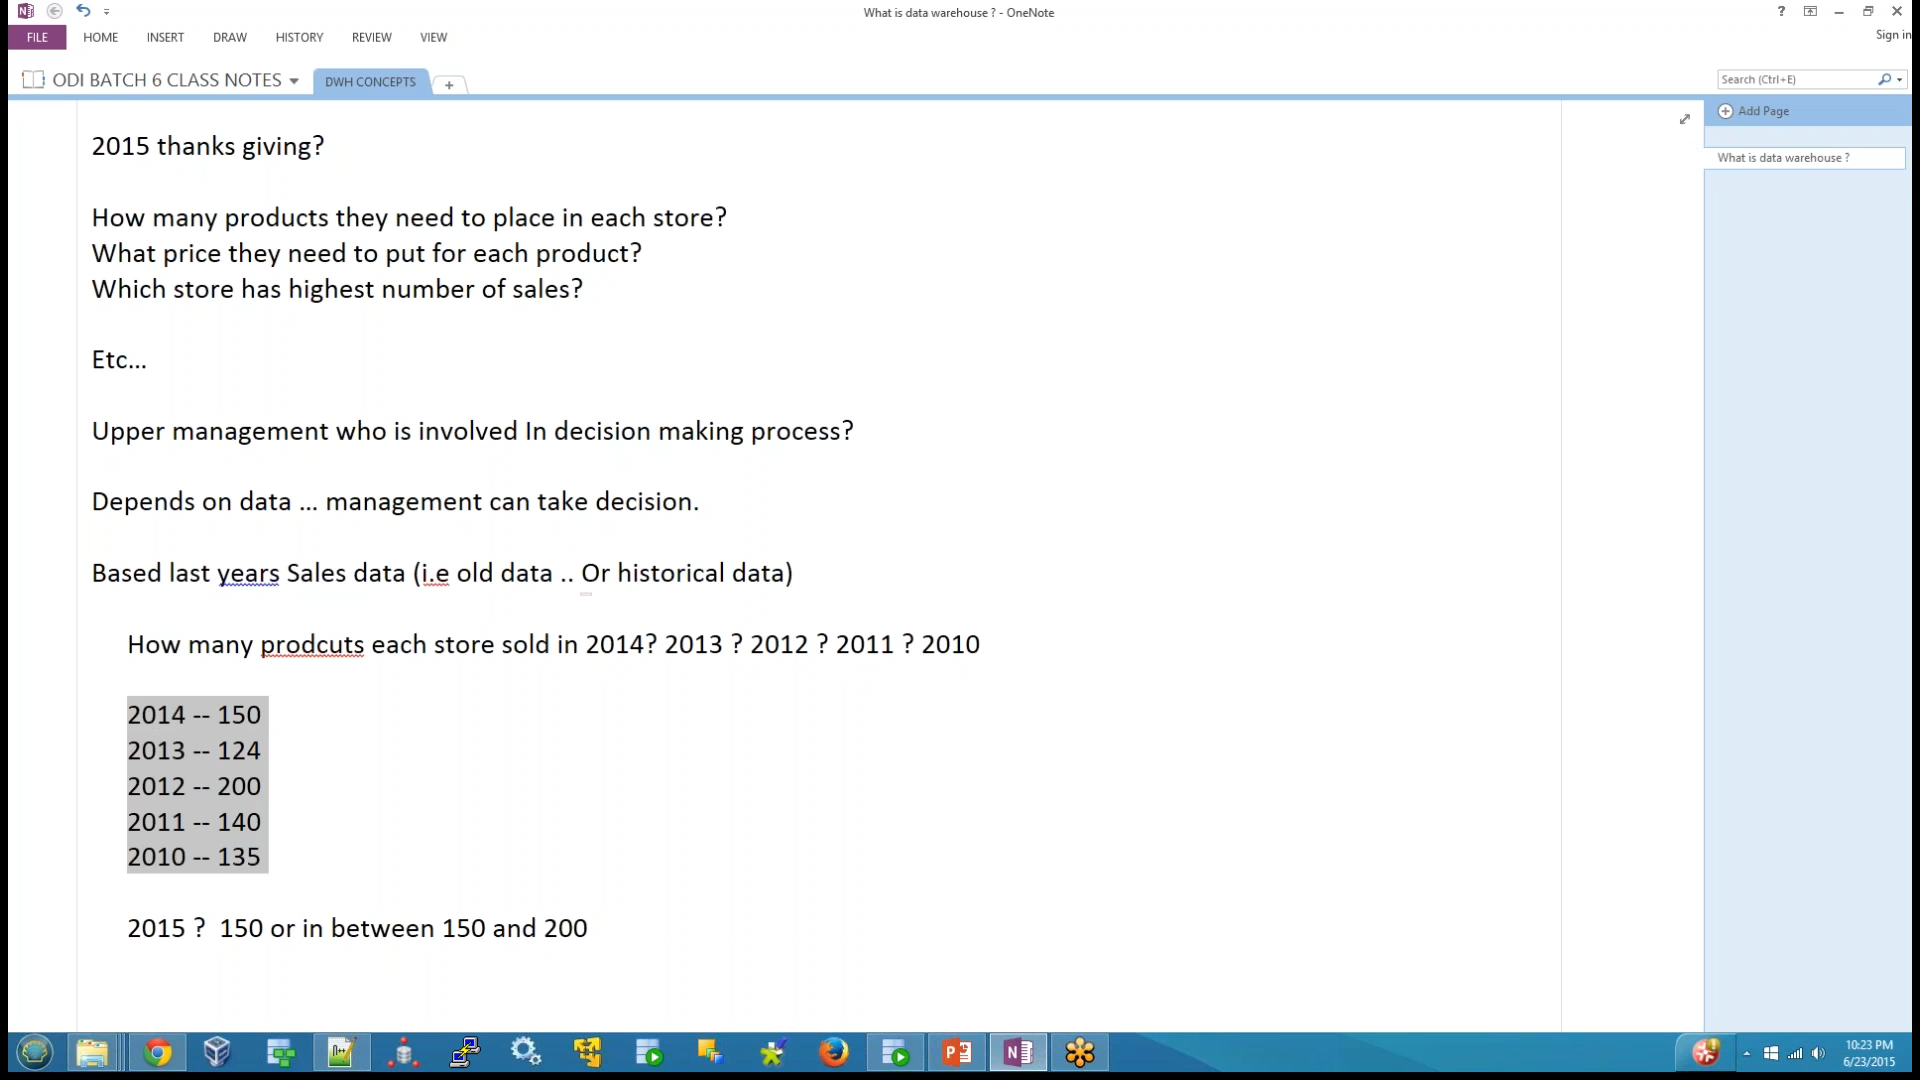 What is data warehouse ? - OneNote
?
FILE HOME INSERT DRAW HISTORY REVIEW VIEW
Sign in
ODI BATCH 6 CLASS NOTES
DWH CONCEPTS
+
Search (Ctrl+E)
Add Page
What is data warehouse ?
2015 thanks giving?
How many products they need to place in each store?
What price they need to put for each product?
Which store has highest number of sales?
Etc...
Upper management who is involved In decision making process?
Depends on data ... management can take decision.
Based last years Sales data (i.e old data .. Or historical data)
How many prodcuts each store sold in 2014? 2013 ? 2012 ? 2011 ? 2010
2014 -- 150
2013 -- 124
2012 -- 200
2011 -- 140
2010 -- 135
2015 ?  150 or in between 150 and 200
10:23 PM
6/23/2015